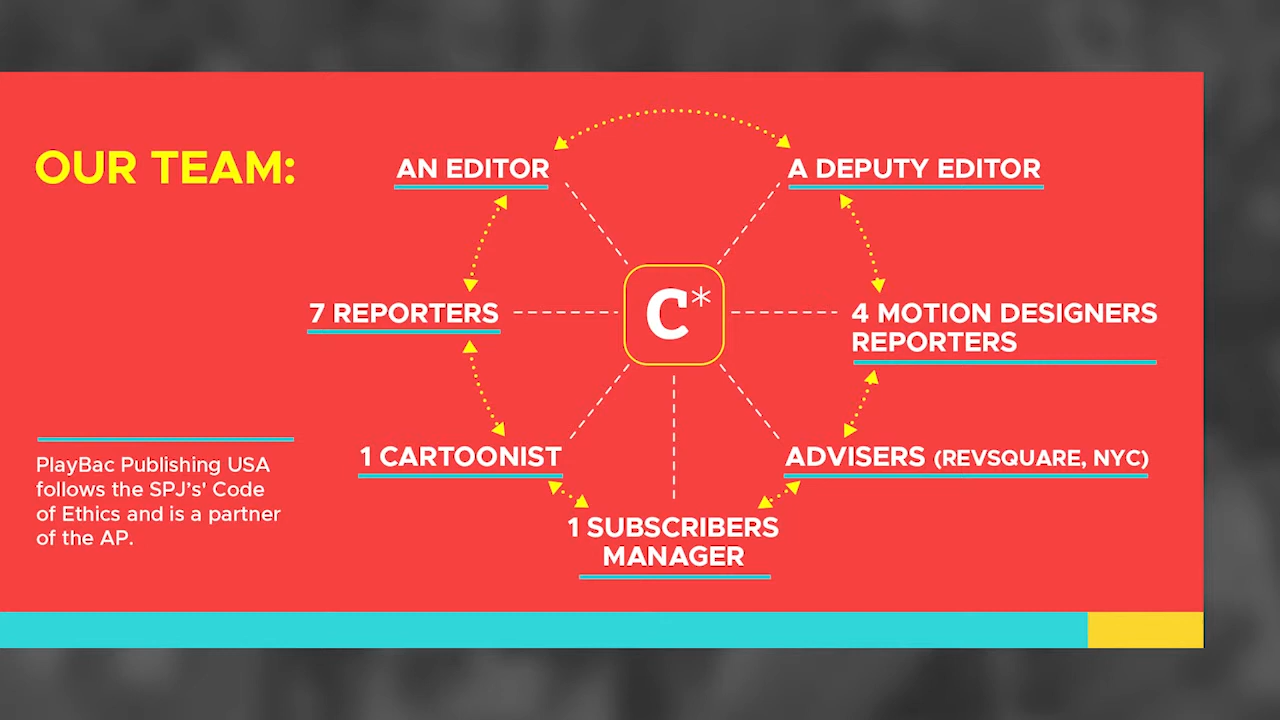 OUR TEAM:
AN EDITOR
A DEPUTY EDITOR
7 REPORTERS
C*
4 MOTION DESIGNERS
REPORTERS
1 CARTOONIST
ADVISERS (REVSQUARE, NYC)
1 SUBSCRIBERS
MANAGER
PlayBac Publishing USA
follows the SPJ's' Code
of Ethics and is a partner
of the AP.